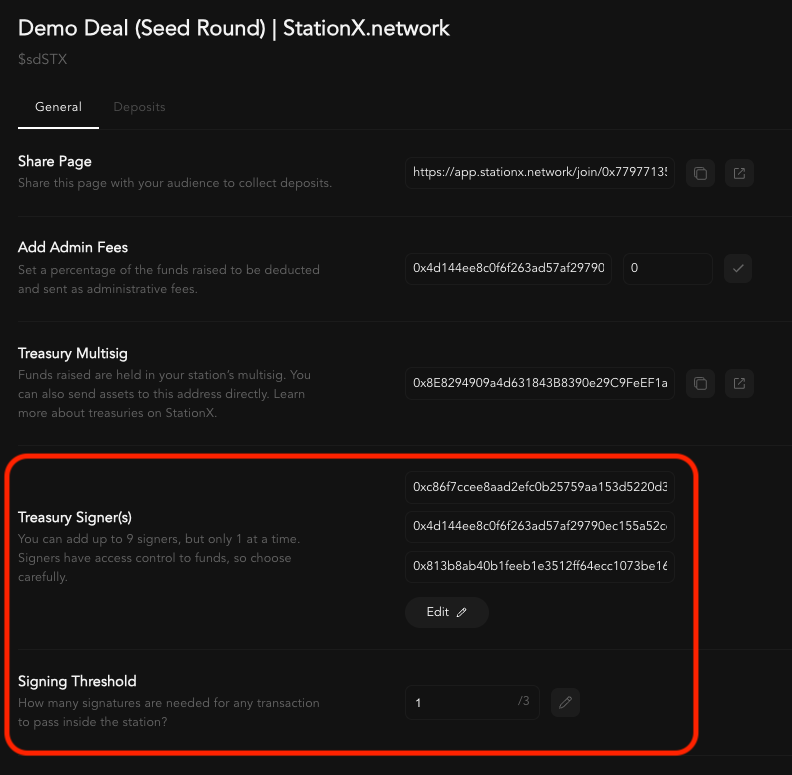 Demo Deal (Seed Round) | StationX.network
$sdSTX
General Deposits
Share Page
Share this page with your audience to collect deposits.
https://app.stationx.network/join/0x7797713
Add Admin Fees
Set a percentage of the funds raised to be deducted
and sent as administrative fees.
0x4d144ee8c0f6f263ad57af29790
0
Treasury Multisig
Funds raised are held in your station’s multisig. You
can also send assets to this address directly. Learn
more about treasuries on StationX.
0x8E8294909a4d631843B8390e29C9FeEF1a
Treasury Signer(s)
You can add up to 9 signers, but only 1 at a time.
Signers have access control to funds, so choose
carefully.
0xc86f7ccee8aad2efc0b25759aa153d5220d3
0x4d144ee8c0f6f263ad57af29790ec155a52c
0x813b8ab40b1feeb1e3512ff64ecc1073be16
Edit
Signing Threshold
How many signatures are needed for any transaction
to pass inside the station?
1 /3